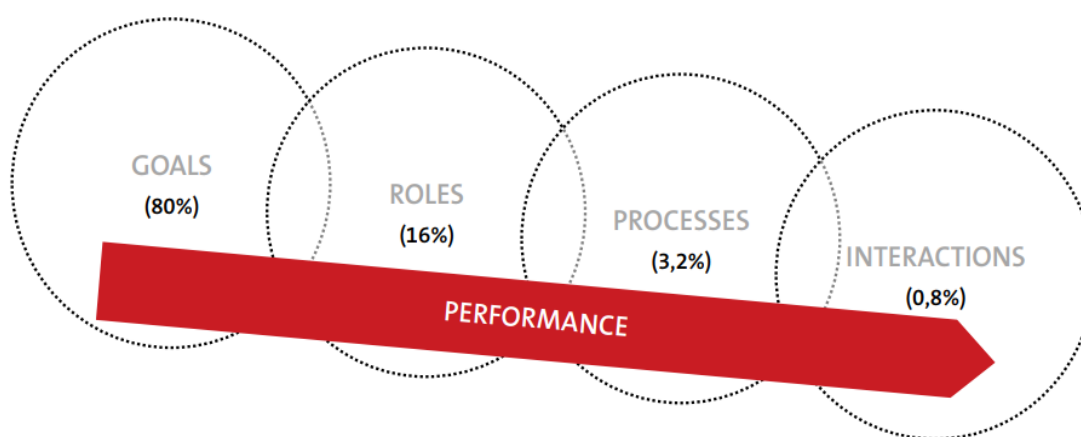 GOALS
(80%)
ROLES
(16%)
PROCESSES
(3,2%)
INTERACTIONS
(0,8%)
PERFORMANCE